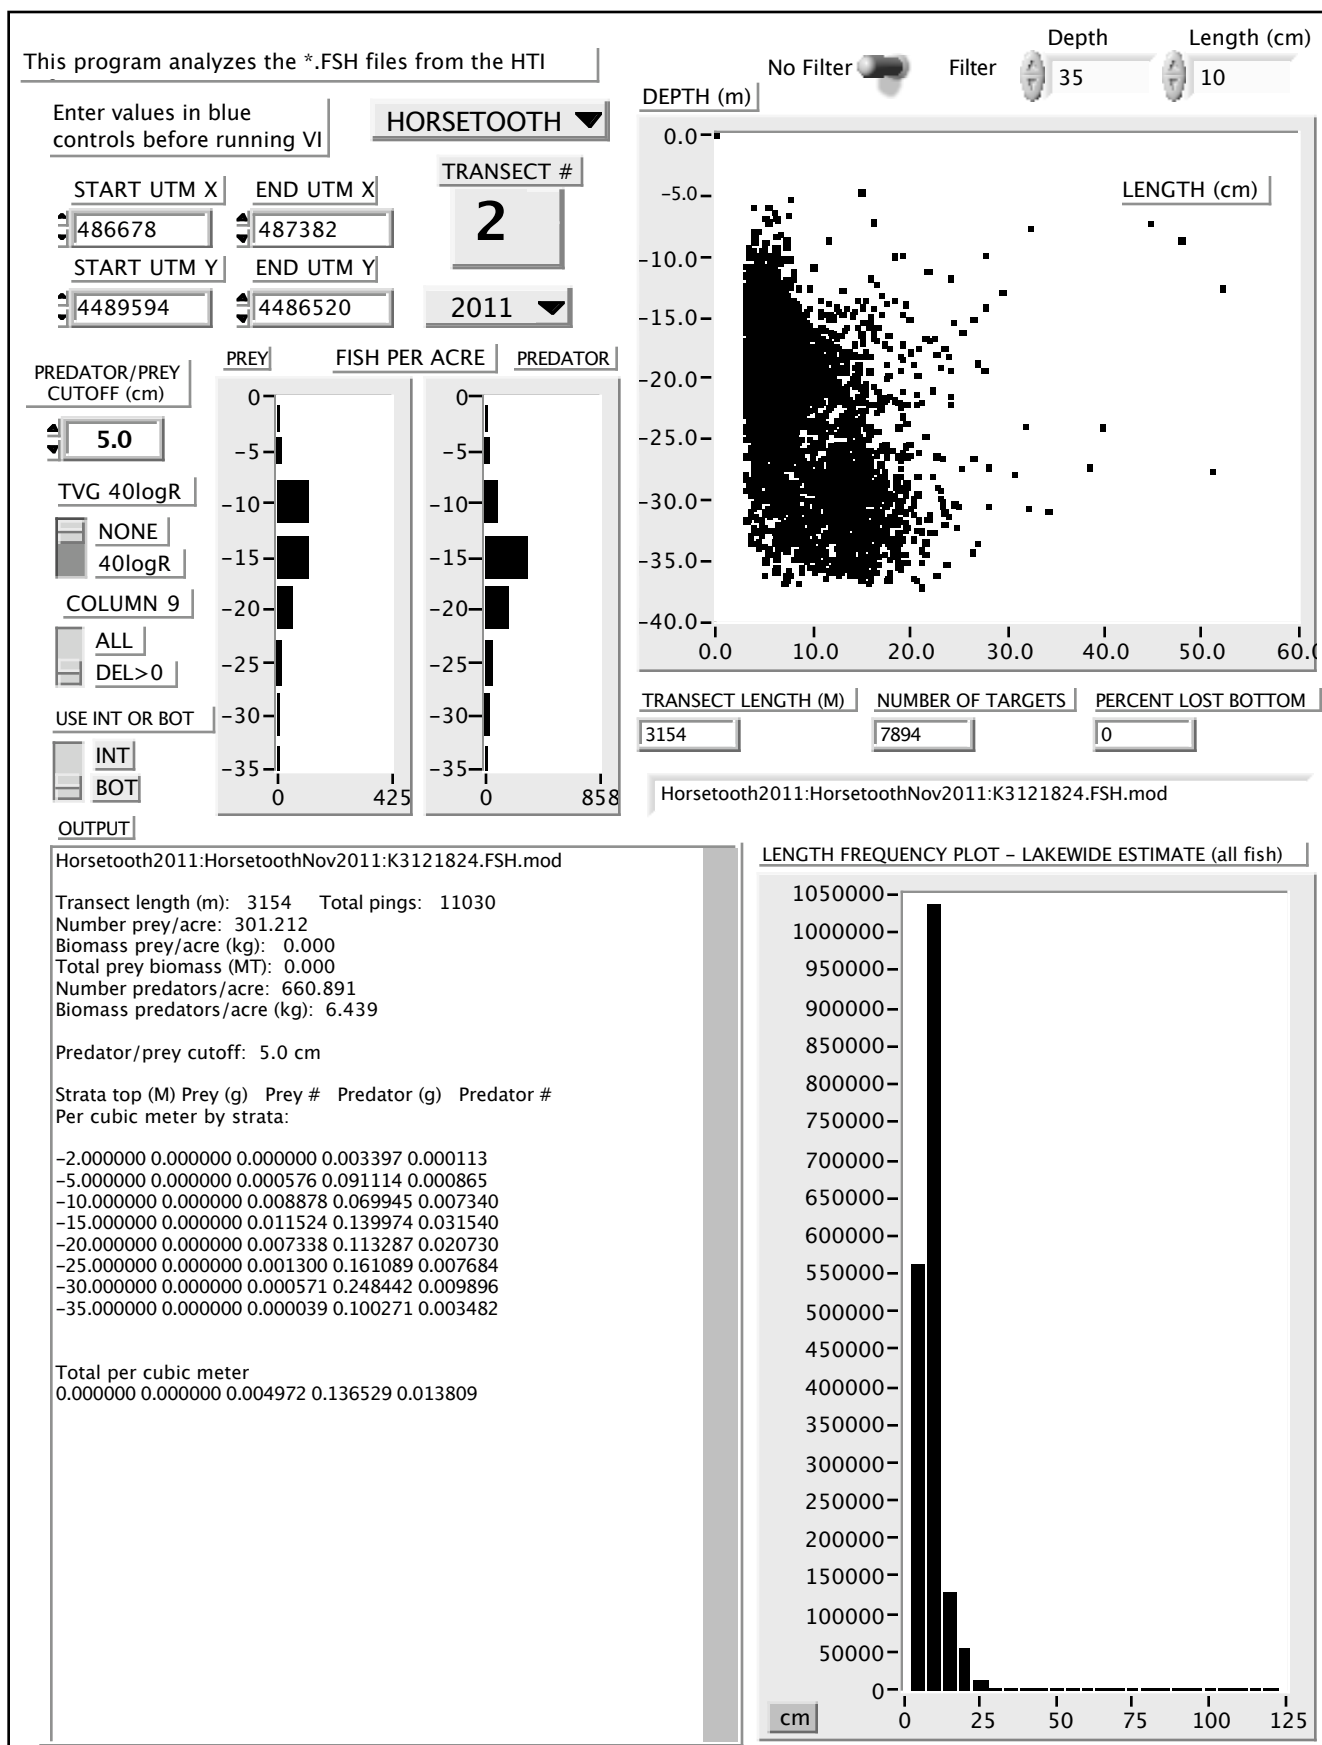 This program analyzes the *.FSH files from the HTI
No Filter
Filter
Depth
35
Length (cm)
10
Enter values in blue
controls before running VI
HORSETOOTH
TRANSECT #
2
START UTM X
486678
END UTM X
487382
START UTM Y
4489594
END UTM Y
4486520
2011
DEPTH (m)
LENGTH (cm)
0.0
-5.0
-10.0
-15.0
-20.0
-25.0
-30.0
-35.0
-40.0
0.0 10.0 20.0 30.0 40.0 50.0 60.0
PREDATOR/PREY
CUTOFF (cm)
5.0
TVG 40logR
NONE
40logR
COLUMN 9
ALL
DEL>0
USE INT OR BOT
INT
BOT
PREY
FISH PER ACRE
PREDATOR
0
-5
-10
-15
-20
-25
-30
-35
0 425
0
-5
-10
-15
-20
-25
-30
-35
0 858
TRANSECT LENGTH (M)
3154
NUMBER OF TARGETS
7894
PERCENT LOST BOTTOM
0
Horsetooth2011:HorsetoothNov2011:K3121824.FSH.mod
OUTPUT
Horsetooth2011:HorsetoothNov2011:K3121824.FSH.mod
Transect length (m): 3154 Total pings: 11030
Number prey/acre: 301.212
Biomass prey/acre (kg): 0.000
Total prey biomass (MT): 0.000
Number predators/acre: 660.891
Biomass predators/acre (kg): 6.439
Predator/prey cutoff: 5.0 cm
Strata top (M) Prey (g) Prey # Predator (g) Predator #
Per cubic meter by strata:
-2.000000 0.000000 0.000000 0.003397 0.000113
-5.000000 0.000000 0.000576 0.091114 0.000865
-10.000000 0.000000 0.008878 0.069945 0.007340
-15.000000 0.000000 0.011524 0.139974 0.031540
-20.000000 0.000000 0.007338 0.113287 0.020730
-25.000000 0.000000 0.001300 0.161089 0.007684
-30.000000 0.000000 0.000571 0.248442 0.009896
-35.000000 0.000000 0.000039 0.100271 0.003482
Total per cubic meter
0.000000 0.000000 0.004972 0.136529 0.013809
LENGTH FREQUENCY PLOT - LAKEWIDE ESTIMATE (all fish)
1050000
1000000
950000
900000
850000
800000
750000
700000
650000
600000
550000
500000
450000
400000
350000
300000
250000
200000
150000
100000
50000
0
cm
0 25 50 75 100 125